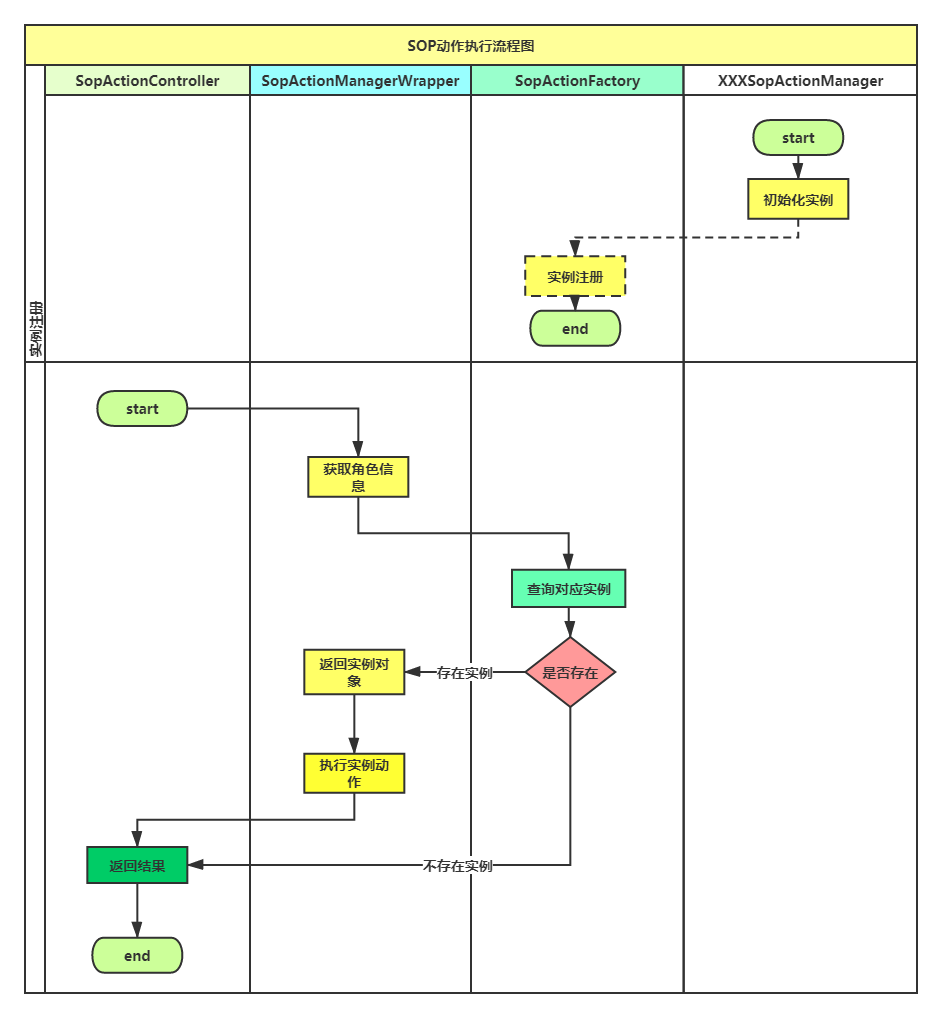 SOP动作执行流程图
SopActionController
SopActionManagerWrapper
SopActionFactory
XXXSopActionManager
实例注册
start
初始化实例
实例注册
end
start
获取角色信
息
查询对应实例
是否存在
存在实例
返回实例对
象
执行实例动
作
不存在实例
返回结果
end